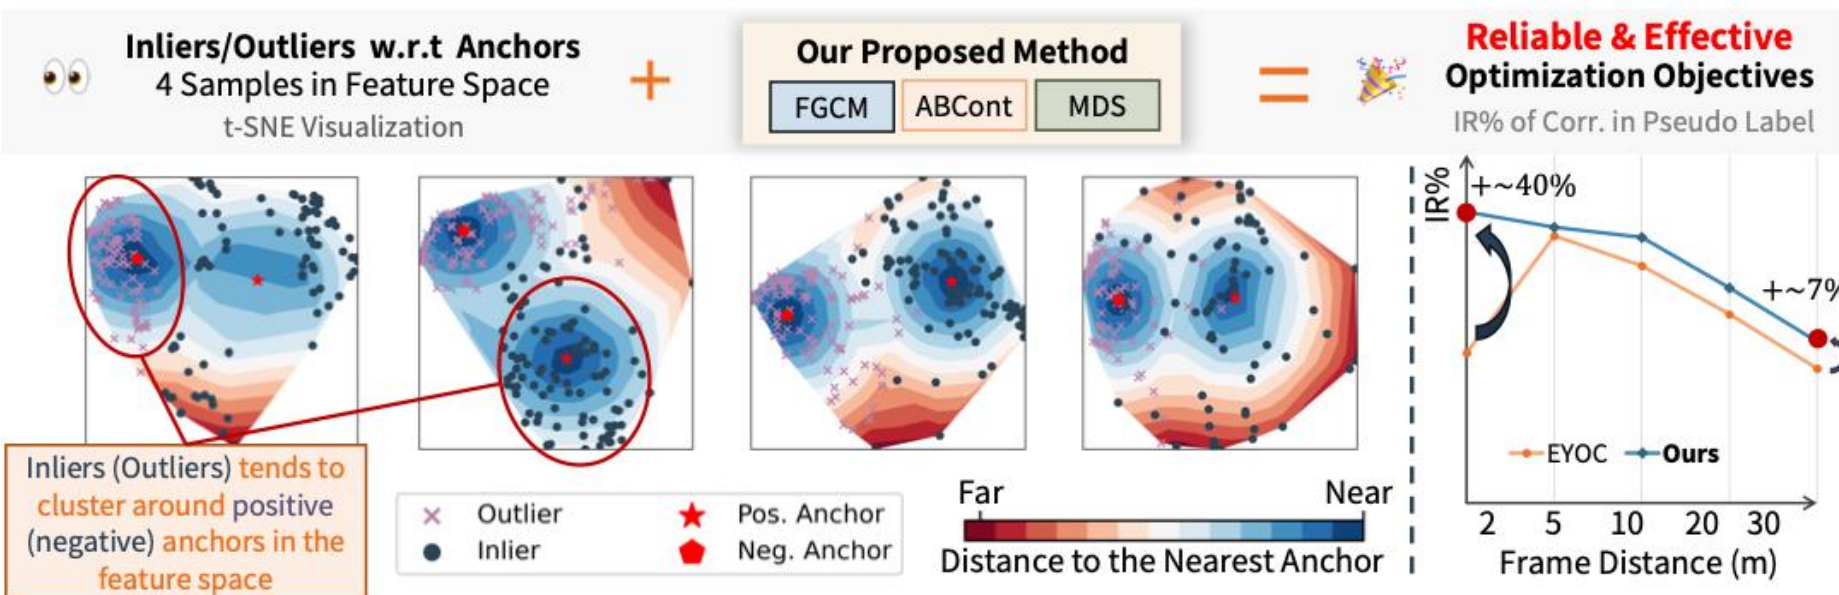 Inliers/Outliers w.r.t Anchors
4 Samples in Feature Space
t-SNE Visualization
+
Our Proposed Method
FGCM
ABCont
MDS
=
Reliable & Effective
Optimization Objectives
IR% of Corr. in Pseudo Label
Inliers (Outliers) tends to
cluster around positive
(negative) anchors in the
feature space
Outlier
Inlier
Pos. Anchor
Neg. Anchor
Far
Near
Distance to the Nearest Anchor
IR%
+~40%
+~7%
EYOC
Ours
2 5 10 20 30
Frame Distance (m)